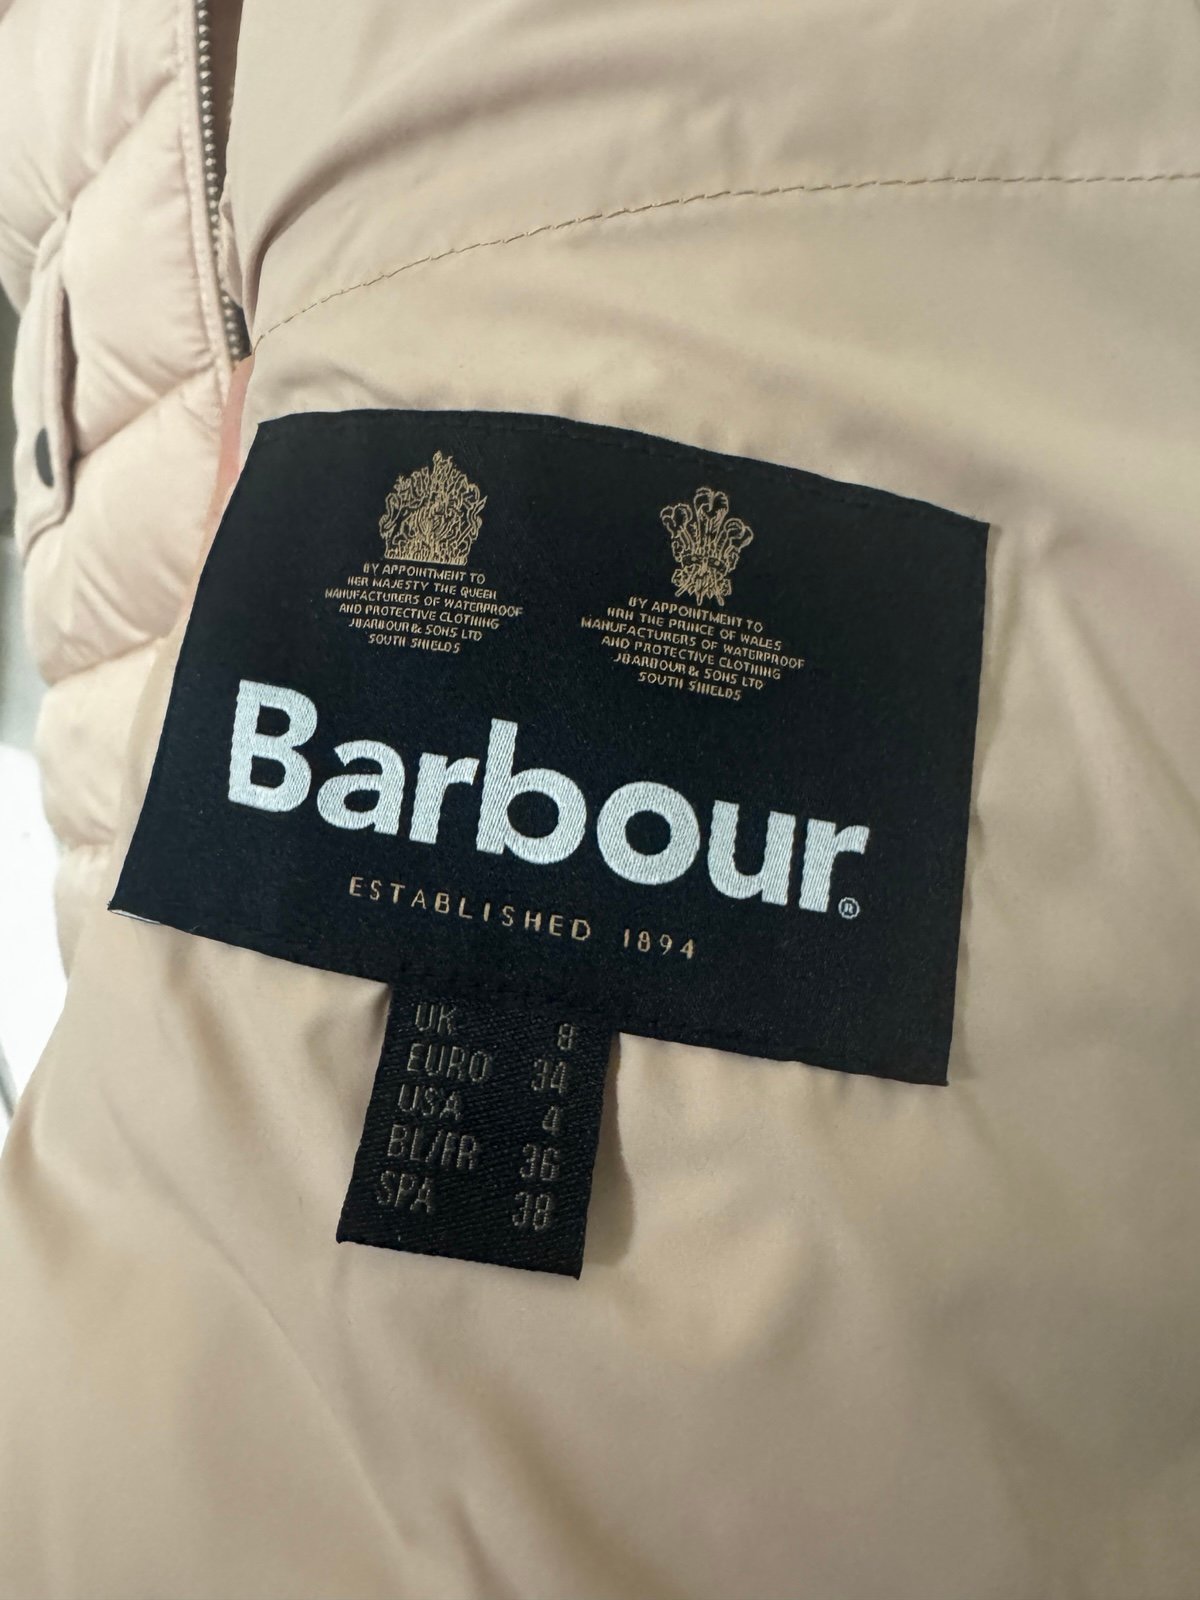 BY APPOINTMENT TO
HER MAJESTY THE QUEEN
MANUFACTURERS OF WATERPROOF
AND PROTECTIVE CLOTHING
J BARBOUR & SONS LTD
SOUTH SHIELDS
BY APPOINTMENT TO
HRH THE PRINCE OF WALES
MANUFACTURERS OF WATERPROOF
AND PROTECTIVE CLOTHING
J BARBOUR & SONS LTD
SOUTH SHIELDS
Barbour®
ESTABLISHED 1894
UK 8
EURO 34
USA 4
BL/FR 36
SPA 38